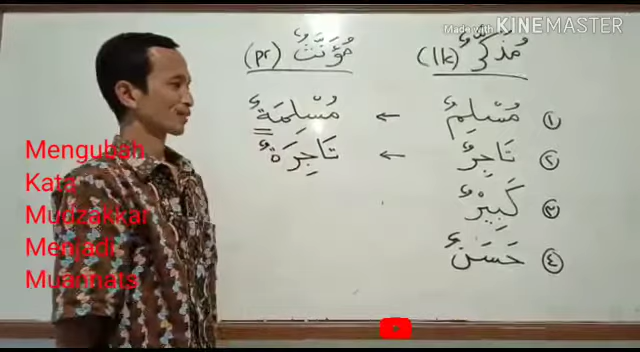 Made with KINEMASTER
مُذَكَّرٌ (lk) مُؤَنَّثٌ (pr)
١ مُسْلِمٌ ← مُسْلِمَةٌ
٢ تَاجِرٌ ← تَاجِرَةٌ
٣ كَبِيْرٌ
٤ حَسَنٌ
Mengubah
Kata
Mudzakkar
Menjadi
Muannats